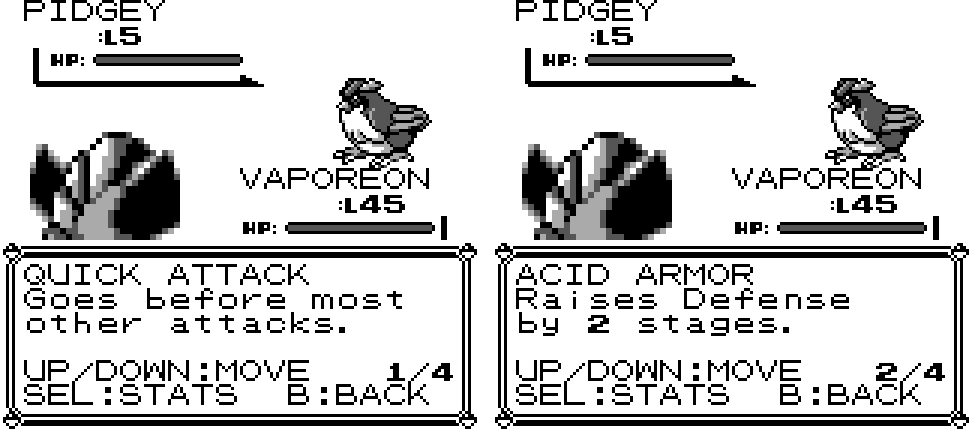 PIDGEY
:L5
HP:
VAPOREON
:L45
HP:
QUICK ATTACK
Goes before most
other attacks.
UP/DOWN:MOVE 1/4
SEL:STATS B:BACK
PIDGEY
:L5
HP:
VAPOREON
:L45
HP:
ACID ARMOR
Raises Defense
by 2 stages.
UP/DOWN:MOVE 2/4
SEL:STATS B:BACK